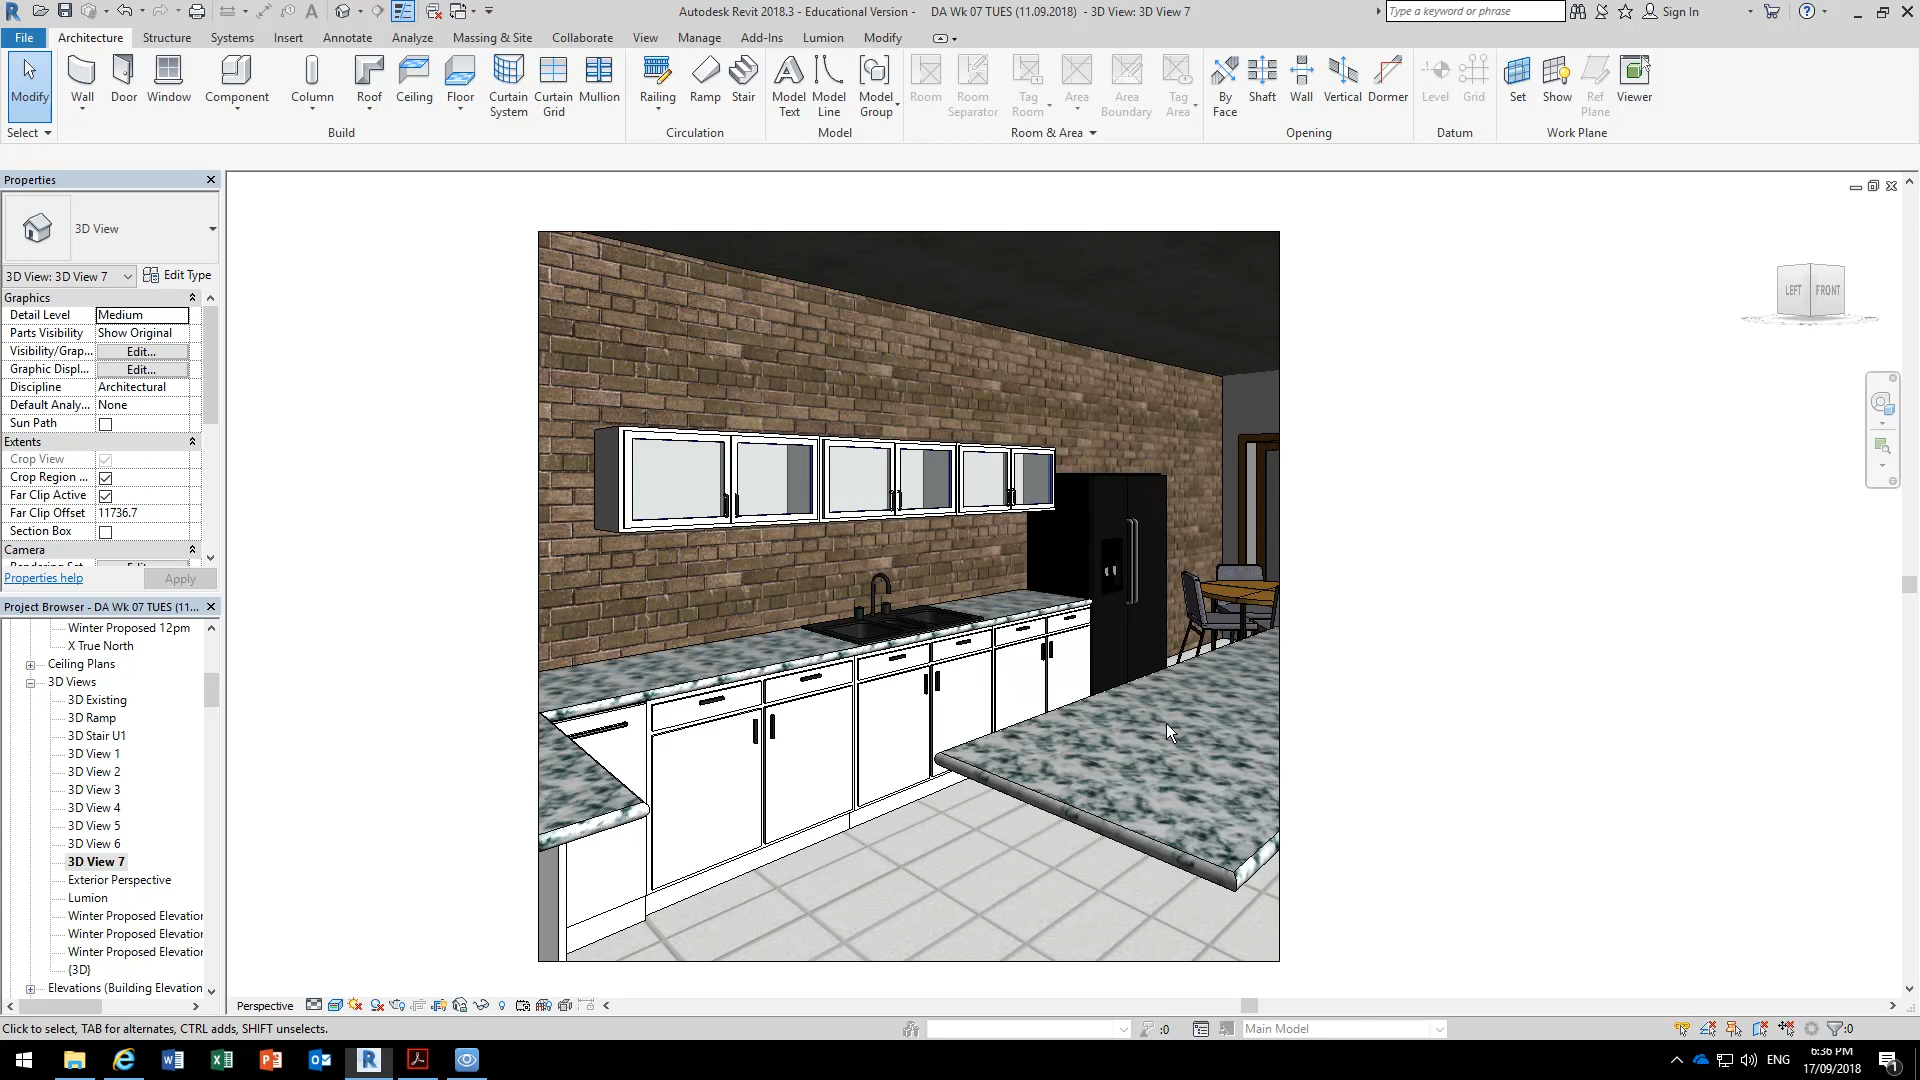 Autodesk Revit 2018.3 - Educational Version - DA Wk 07 TUES (11.09.2018) - 3D View: 3D View 7
Type a keyword or phrase
Sign In
File Architecture Structure Systems Insert Annotate Analyze Massing & Site Collaborate View Manage Add-Ins Lumion Modify
Modify Wall Door Window Component Column Roof Ceiling Floor Curtain System Curtain Grid Mullion Railing Ramp Stair Model Text Model Line Model Group Room Room Separator Tag Room Area Area Boundary Tag Area By Face Shaft Wall Vertical Dormer Level Grid Set Show Ref Plane Viewer
Select Build Circulation Model Room & Area Opening Datum Work Plane
Properties
3D View
3D View: 3D View 7 Edit Type
Graphics
Detail Level Medium
Parts Visibility Show Original
Visibility/Grap... Edit...
Graphic Displ... Edit...
Discipline Architectural
Default Analy... None
Sun Path
Extents
Crop View
Crop Region ...
Far Clip Active
Far Clip Offset 11736.7
Section Box
Camera
Properties help Apply
Project Browser - DA Wk 07 TUES (11...
Winter Proposed 12pm
X True North
Ceiling Plans
3D Views
3D Existing
3D Ramp
3D Stair U1
3D View 1
3D View 2
3D View 3
3D View 4
3D View 5
3D View 6
3D View 7
Exterior Perspective
Lumion
Winter Proposed Elevation
Winter Proposed Elevation
Winter Proposed Elevation
{3D}
Elevations (Building Elevation
LEFT FRONT
Perspective
Click to select, TAB for alternates, CTRL adds, SHIFT unselects.
:0
Main Model
:0
ENG
6:36 PM
17/09/2018
1